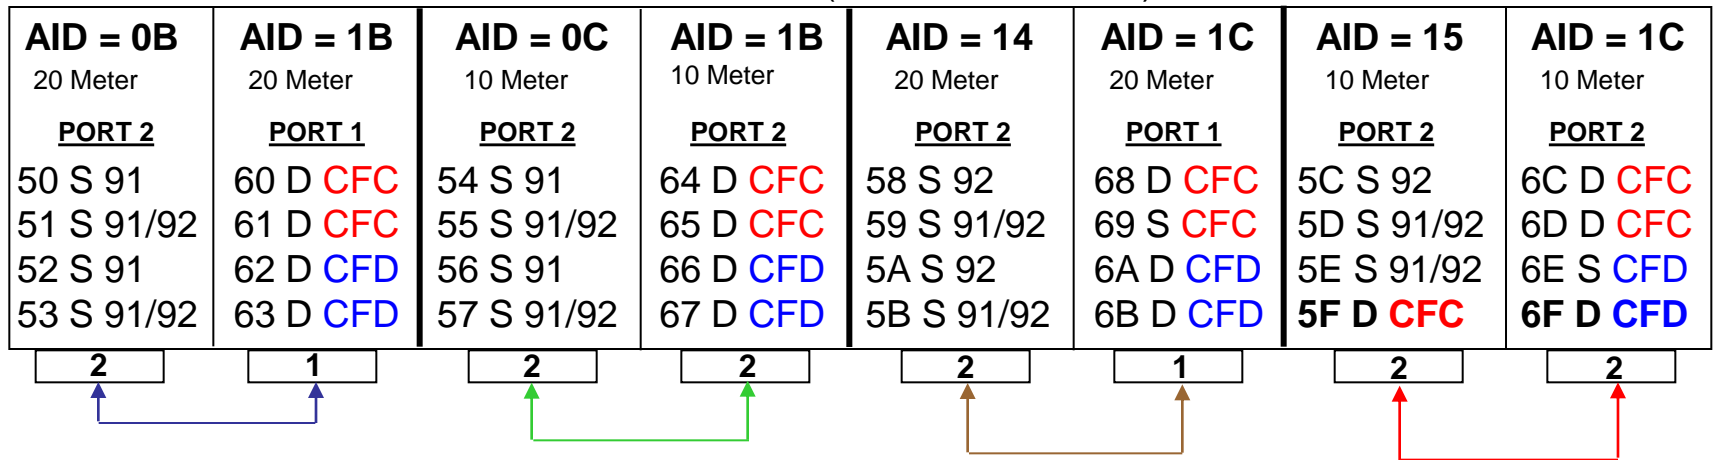 AID = 0B AID = 1B AID = 0C AID = 1B AID = 14 AID = 1C AID = 15 AID = 1C
20 Meter 20 Meter 10 Meter 10 Meter 20 Meter 20 Meter 10 Meter 10 Meter
PORT 2 PORT 1 PORT 2 PORT 2 PORT 2 PORT 1 PORT 2 PORT 2
50 S 91 60 D CFC 54 S 91 64 D CFC 58 S 92 68 D CFC 5C S 92 6C D CFC
51 S 91/92 61 D CFC 55 S 91/92 65 D CFC 59 S 91/92 69 S CFC 5D S 91/92 6D D CFC
52 S 91 62 D CFD 56 S 91 66 D CFD 5A S 92 6A D CFD 5E S 91/92 6E S CFD
53 S 91/92 63 D CFD 57 S 91/92 67 D CFD 5B S 91/92 6B D CFD 5F D CFC 6F D CFD
2 1 2 2 2 1 2 2